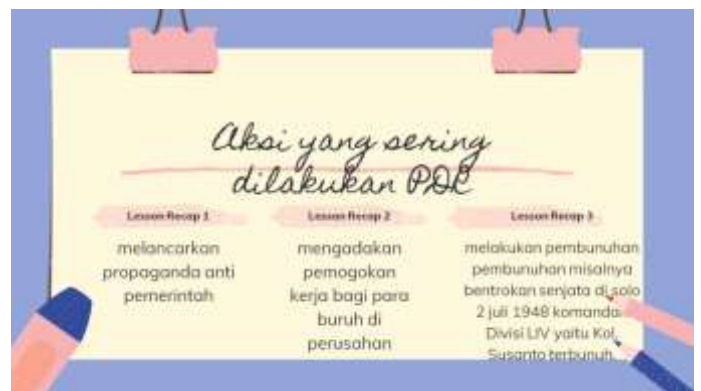 Aksi yang sering
dilakukan PDR
Lesson Recap 1
melancarkan
propaganda anti
pemerintah
Lesson Recap 2
mengadakan
pemogokan
kerja bagi para
buruh di
perusahan
Lesson Recap 3
melakukan pembunuhan
pembunuhan misalnya
bentrokan senjata di solo
2 juli 1948 komandan
Divisi LIV yaitu Kol.
Susanto terbunuh.